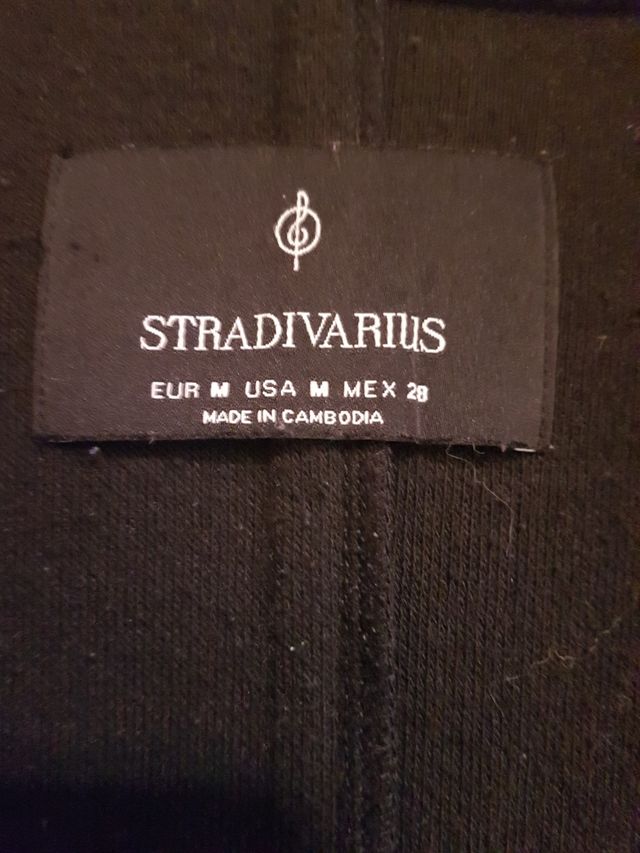 STRADIVARIUS
EUR M USA M MEX 28
MADE IN CAMBODIA